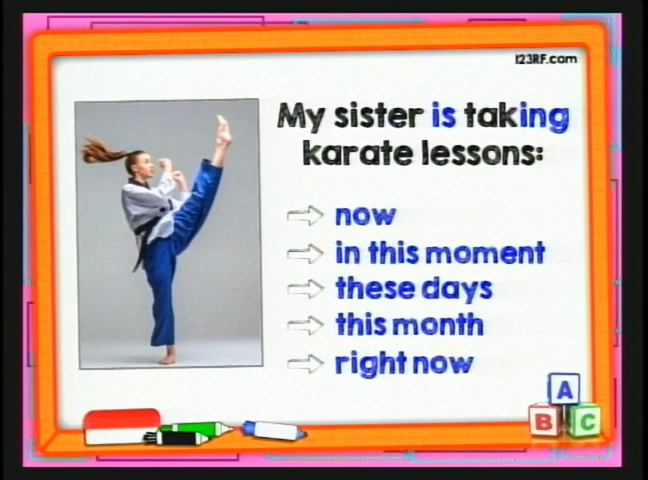 123RF.com
My sister is taking
karate lessons:
now
in this moment
these days
this month
right now
A
B C